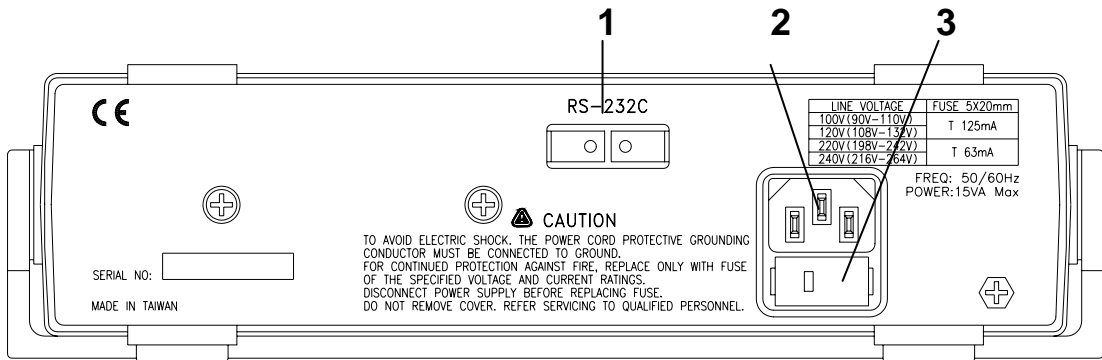 1 2 3
CE
RS-232C
LINE VOLTAGE FUSE 5X20mm
100V(90V-110V) T 125mA
120V(108V-132V)
220V(198V-242V) T 63mA
240V(216V-264V)
FREQ: 50/60Hz
POWER:15VA Max
CAUTION
TO AVOID ELECTRIC SHOCK. THE POWER CORD PROTECTIVE GROUNDING
CONDUCTOR MUST BE CONNECTED TO GROUND.
FOR CONTINUED PROTECTION AGAINST FIRE, REPLACE ONLY WITH FUSE
OF THE SPECIFIED VOLTAGE AND CURRENT RATINGS.
DISCONNECT POWER SUPPLY BEFORE REPLACING FUSE.
DO NOT REMOVE COVER. REFER SERVICING TO QUALIFIED PERSONNEL.
SERIAL NO:
MADE IN TAIWAN